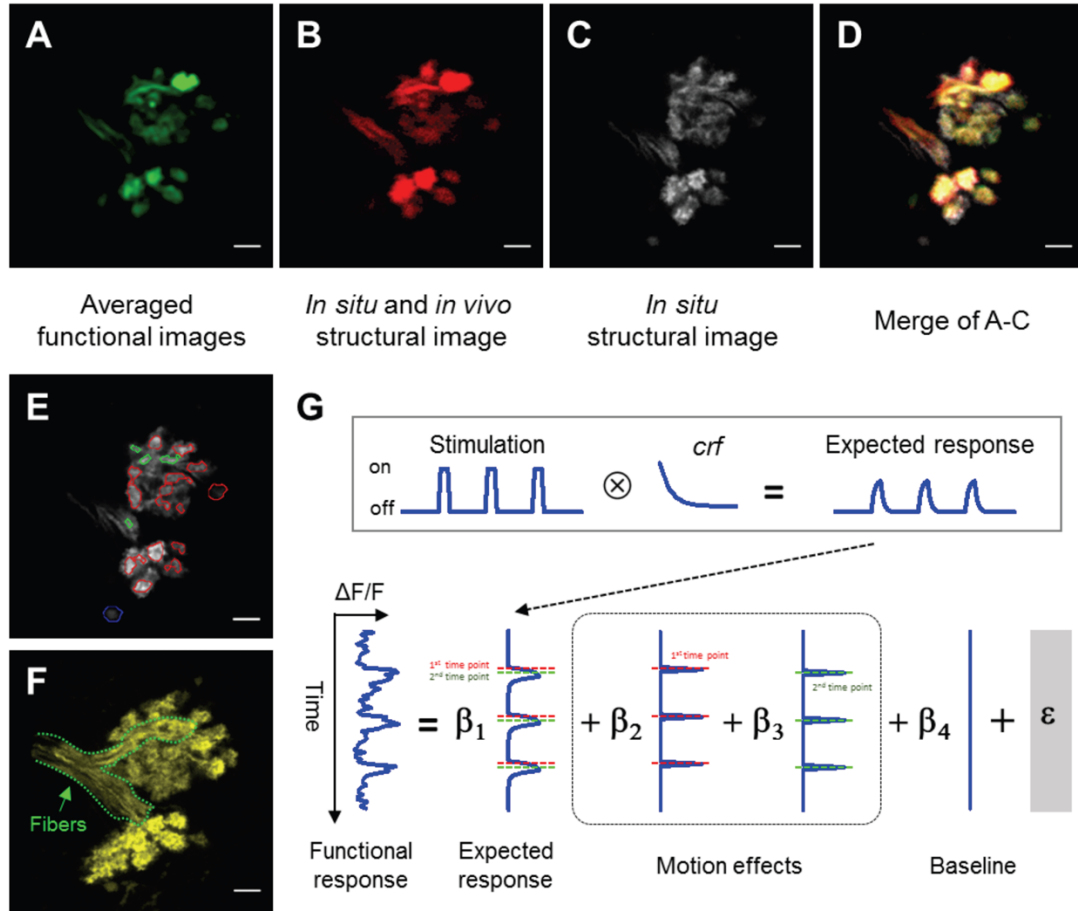 A
B
C
D
Averaged
functional images
In situ and in vivo
structural image
In situ
structural image
Merge of A-C
E
F
Fibers
G
Stimulation
crf
Expected response
on
off
⊗
=
ΔF/F
Time
1st time point
2nd time point
1st time point
2nd time point
= β1 + β2 + β3 + β4 + ε
Functional
response
Expected
response
Motion effects
Baseline